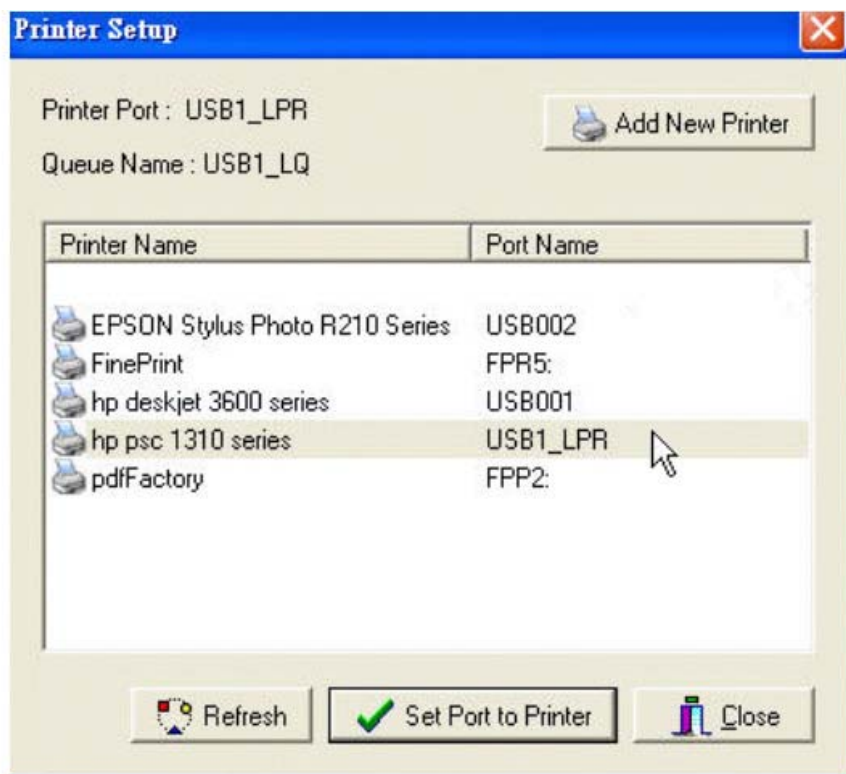 Printer Setup
Printer Port : USB1_LPR
Add New Printer
Queue Name : USB1_LQ
Printer Name Port Name
EPSON Stylus Photo R210 Series USB002
FinePrint FPR5:
hp deskjet 3600 series USB001
hp psc 1310 series USB1_LPR
pdfFactory FPP2:
Refresh Set Port to Printer Close